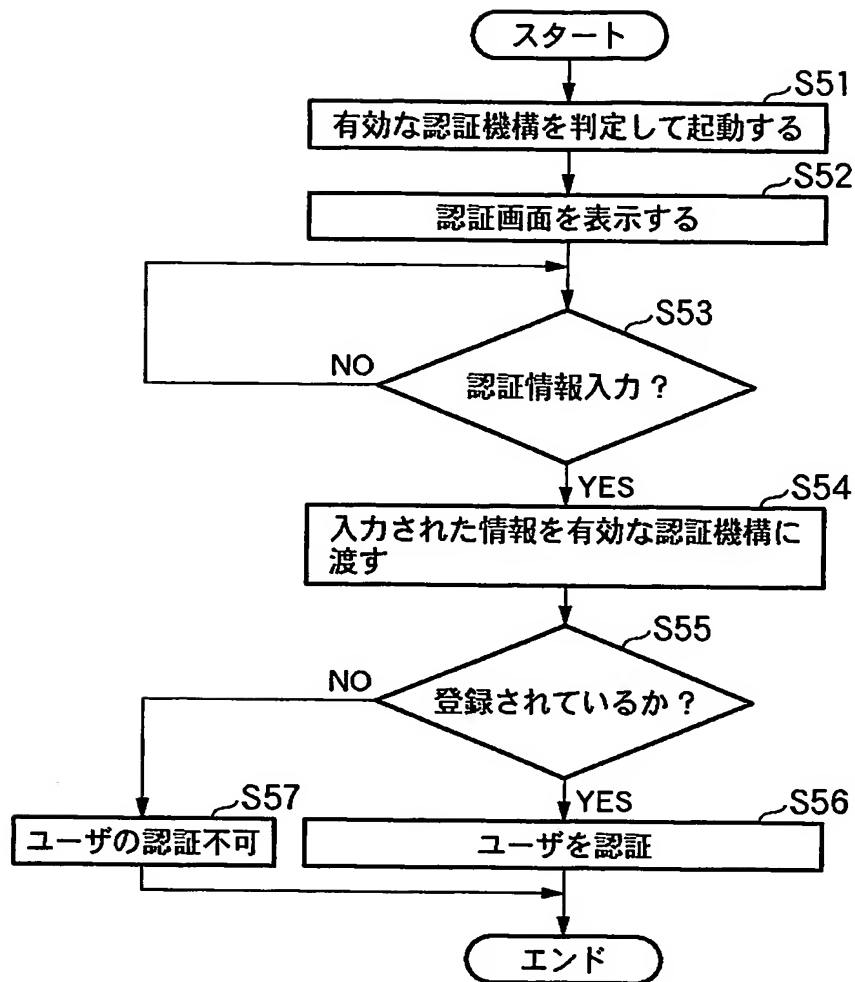 スタート
S51
有効な認証機構を判定して起動する
S52
認証画面を表示する
S53
NO
認証情報入力？
YES
S54
入力された情報を有効な認証機構に
渡す
S55
NO
登録されているか？
YES
S57
S56
ユーザの認証不可
ユーザを認証
エンド